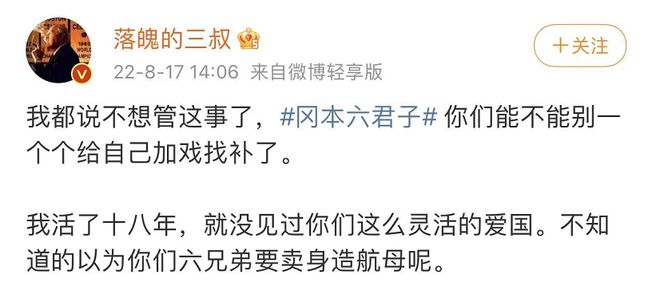 落魄的三叔
22-8-17 14:06 来自微博轻享版
+关注
我都说不想管这事了，#冈本六君子# 你们能不能别一
个个给自己加戏找补了。
我活了十八年，就没见过你们这么灵活的爱国。不知
道的以为你们六兄弟要卖身造航母呢。